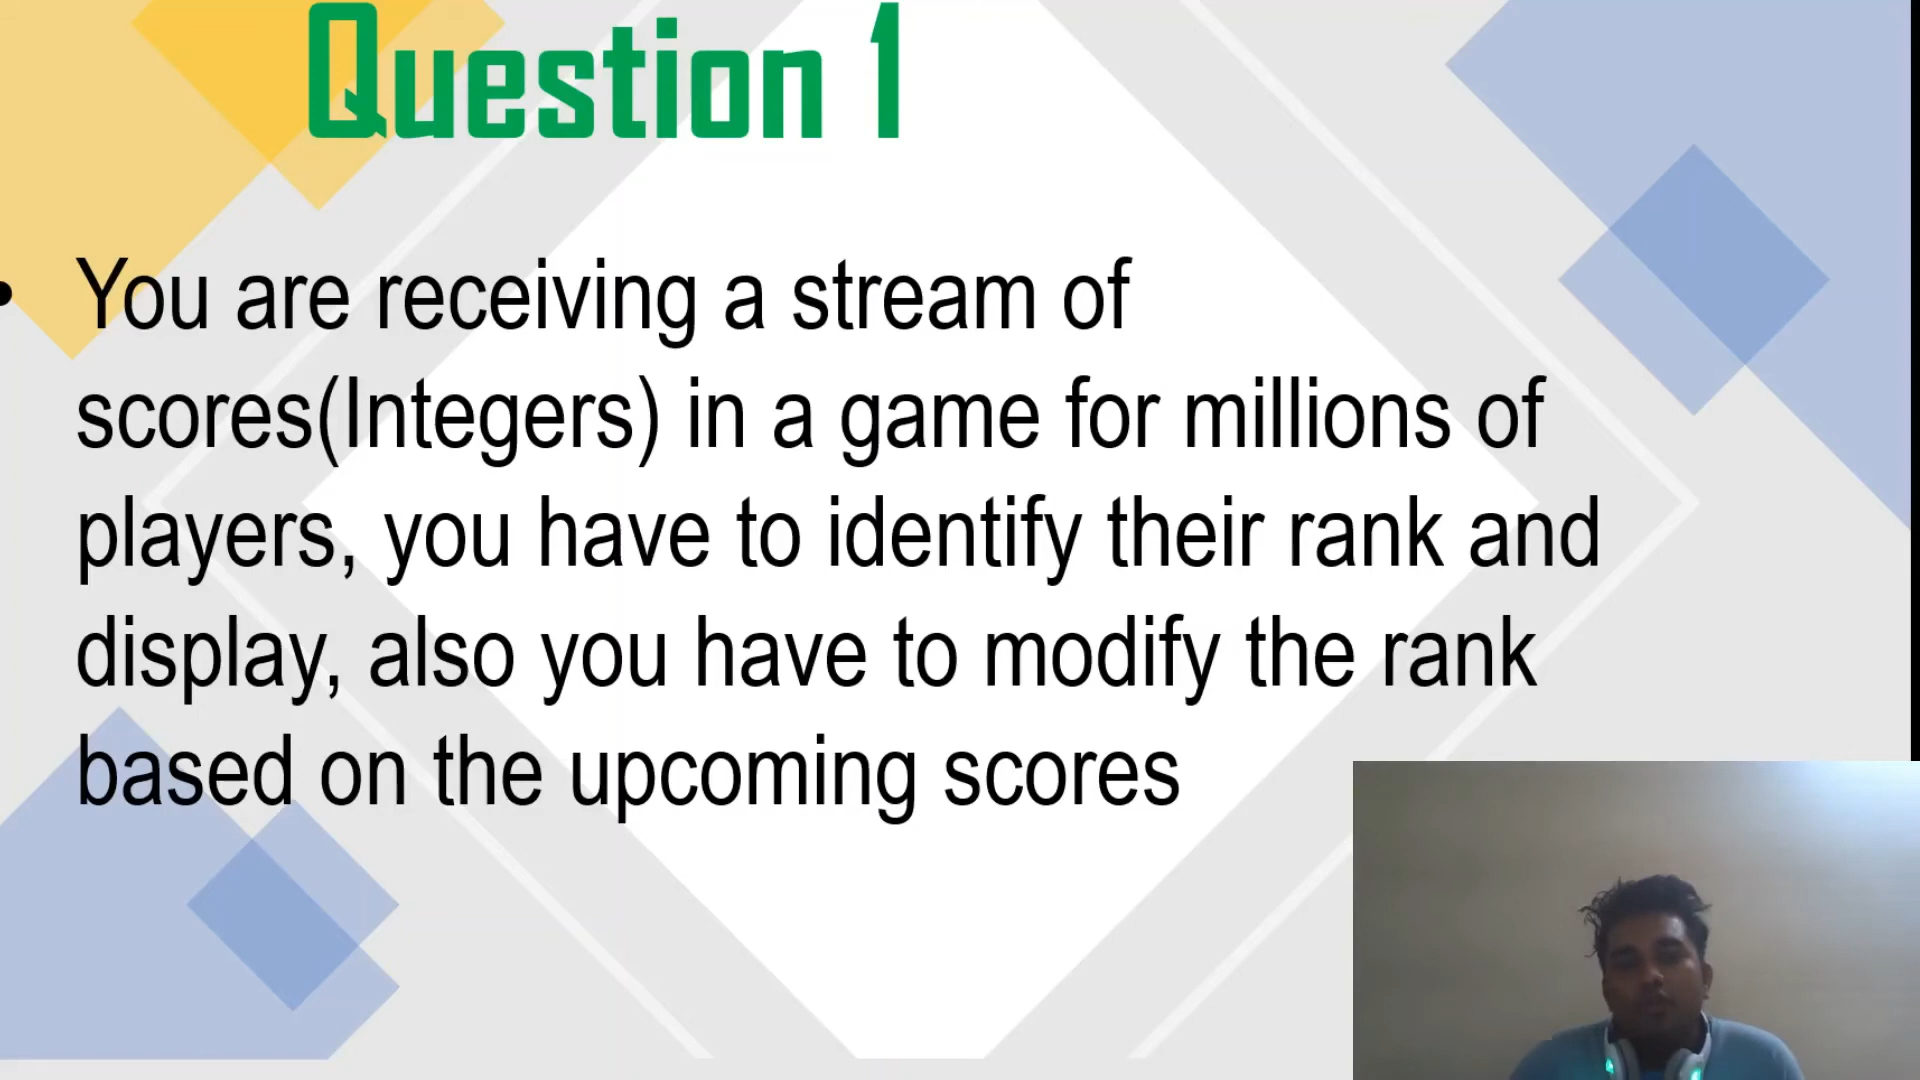 Question 1
• You are receiving a stream of
scores(Integers) in a game for millions of
players, you have to identify their rank and
display, also you have to modify the rank
based on the upcoming scores